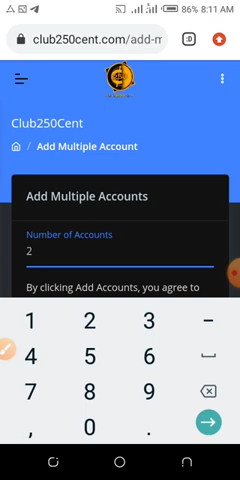 86% 8:11 AM
club250cent.com/add-m
:D
Club250Cent
/ Add Multiple Account
Add Multiple Accounts
Number of Accounts
2
By clicking Add Accounts, you agree to
1 2 3 -
4 5 6
7 8 9
, 0 .